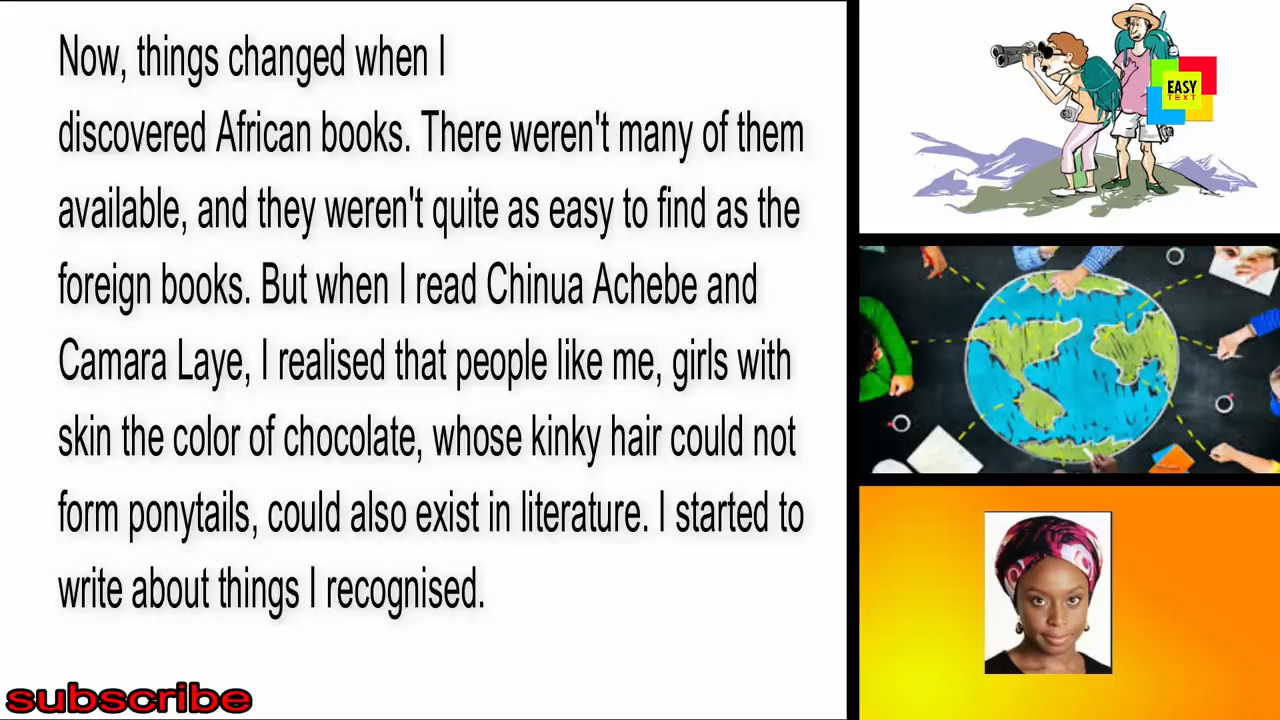 Now, things changed when I
discovered African books. There weren't many of them
available, and they weren't quite as easy to find as the
foreign books. But when I read Chinua Achebe and
Camara Laye, I realised that people like me, girls with
skin the color of chocolate, whose kinky hair could not
form ponytails, could also exist in literature. I started to
write about things I recognised.
subscribe
EASY
TEXT